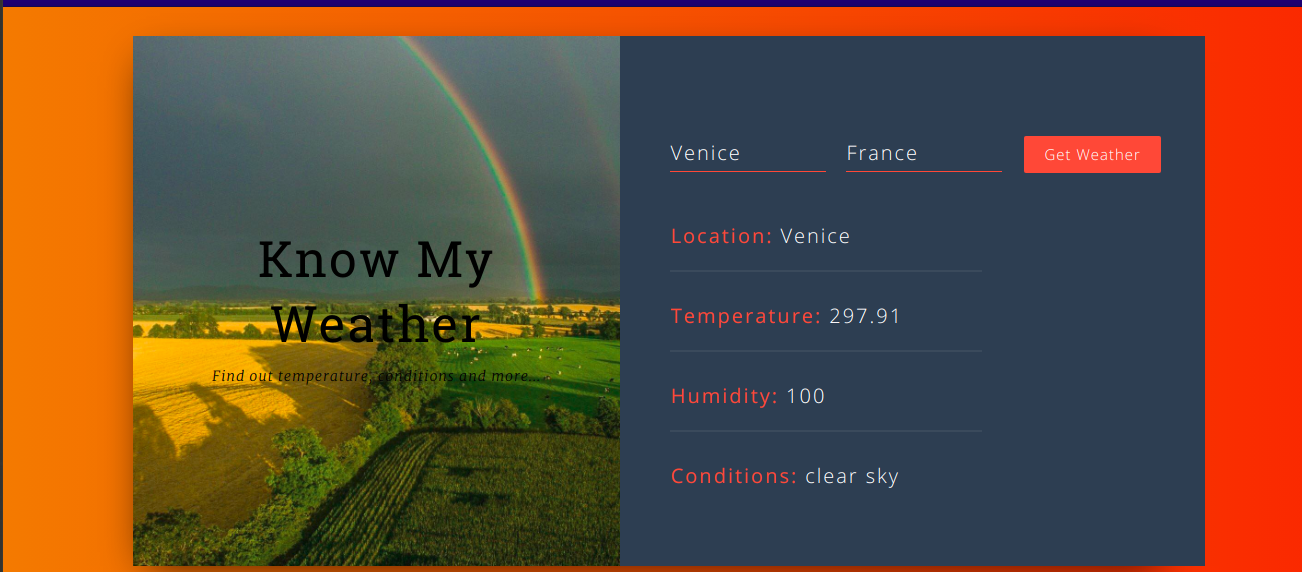 Know My
Weather
Find out temperature, conditions and more...
Venice
France
Get Weather
Location: Venice
Temperature: 297.91
Humidity: 100
Conditions: clear sky